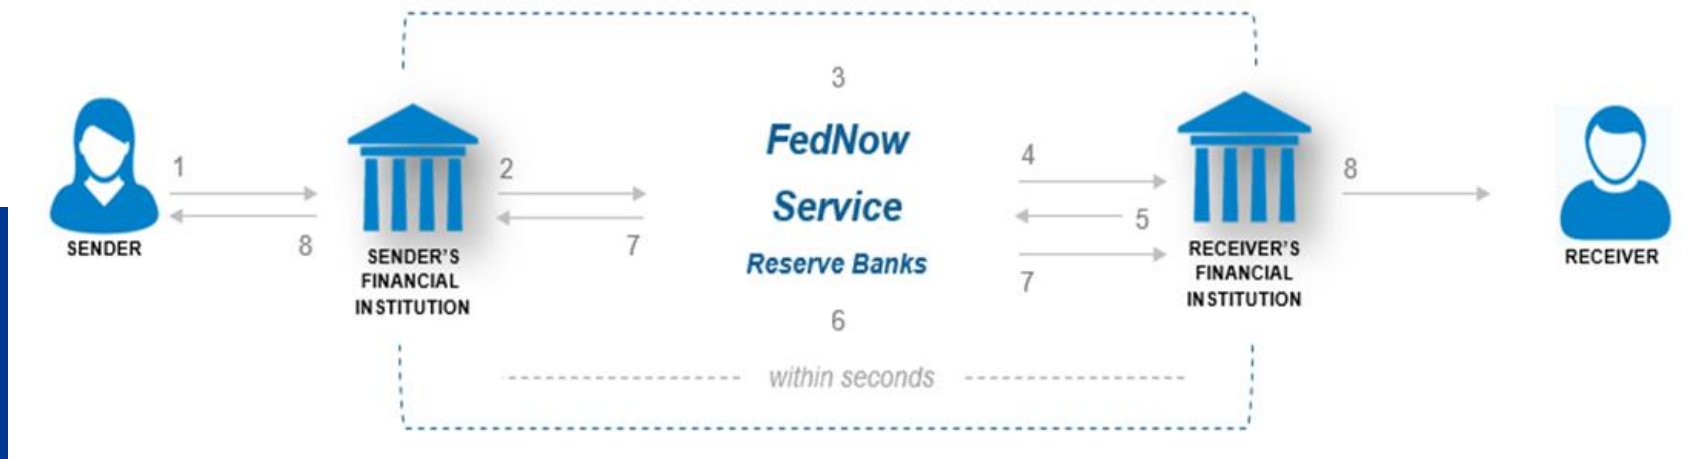 3
FedNow
Service
Reserve Banks
6
within seconds
1
8
SENDER
SENDER'S
FINANCIAL
INSTITUTION
2
7
4
5
7
RECEIVER'S
FINANCIAL
INSTITUTION
8
RECEIVER